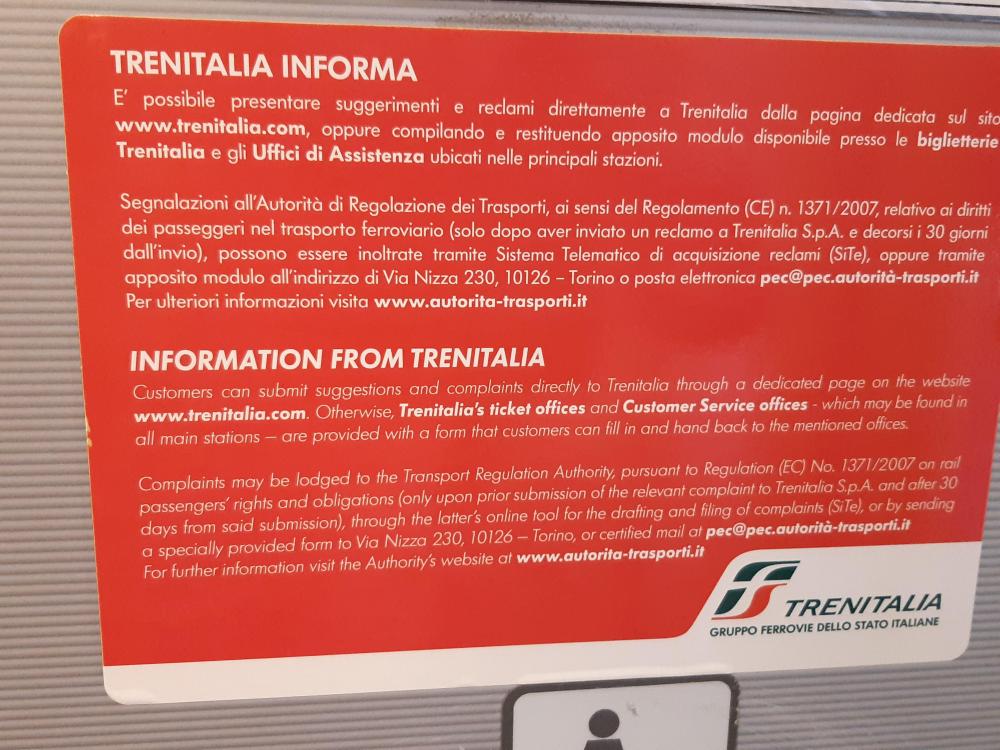 TRENITALIA INFORMA
E' possibile presentare suggerimenti e reclami direttamente a Trenitalia dalla pagina dedicata sul sito
www.trenitalia.com, oppure compilando e restituendo apposito modulo disponibile presso le biglietterie
Trenitalia e gli Uffici di Assistenza ubicati nelle principali stazioni.
Segnalazioni all'Autorità di Regolazione dei Trasporti, ai sensi del Regolamento (CE) n. 1371/2007, relativo ai diritti
dei passeggeri nel trasporto ferroviario (solo dopo aver inviato un reclamo a Trenitalia S.p.A. e decorsi i 30 giorni
dall'invio), possono essere inoltrate tramite Sistema Telematico di acquisizione reclami (SiTe), oppure tramite
apposito modulo all'indirizzo di Via Nizza 230, 10126 – Torino o posta elettronica pec@pec.autorità-trasporti.it
Per ulteriori informazioni visita www.autorita-trasporti.it
INFORMATION FROM TRENITALIA
Customers can submit suggestions and complaints directly to Trenitalia through a dedicated page on the website
www.trenitalia.com. Otherwise, Trenitalia's ticket offices and Customer Service offices - which may be found in
all main stations – are provided with a form that customers can fill in and hand back to the mentioned offices.
Complaints may be lodged to the Transport Regulation Authority, pursuant to Regulation (EC) No. 1371/2007 on rail
passengers' rights and obligations (only upon prior submission of the relevant complaint to Trenitalia S.p.A. and after 30
days from said submission), through the latter's online tool for the drafting and filing of complaints (SiTe), or by sending
a specially provided form to Via Nizza 230, 10126 – Torino, or certified mail at pec@pec.autorità-trasporti.it
For further information visit the Authority's website at www.autorita-trasporti.it
TRENITALIA
GRUPPO FERROVIE DELLO STATO ITALIANE